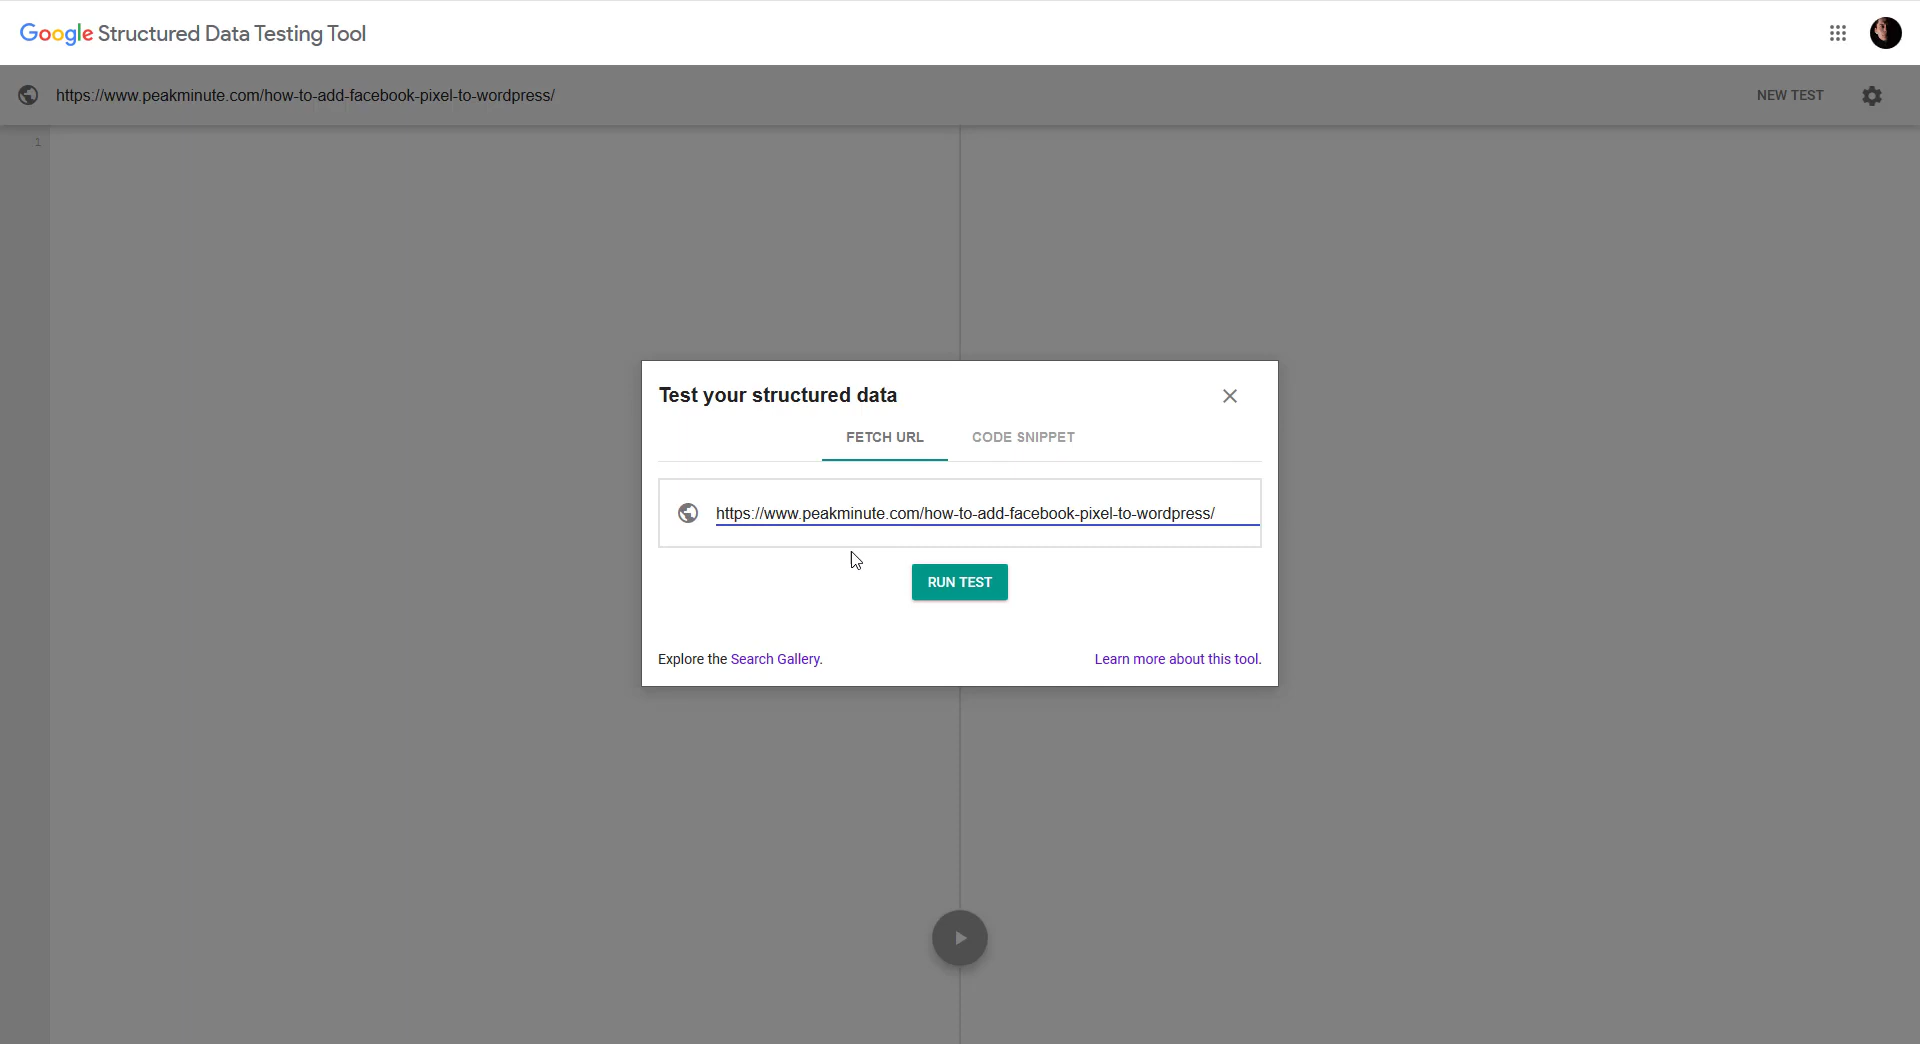 Google Structured Data Testing Tool
https://www.peakminute.com/how-to-add-facebook-pixel-to-wordpress/
NEW TEST
1
Test your structured data
FETCH URL
CODE SNIPPET
https://www.peakminute.com/how-to-add-facebook-pixel-to-wordpress/
RUN TEST
Explore the Search Gallery.
Learn more about this tool.